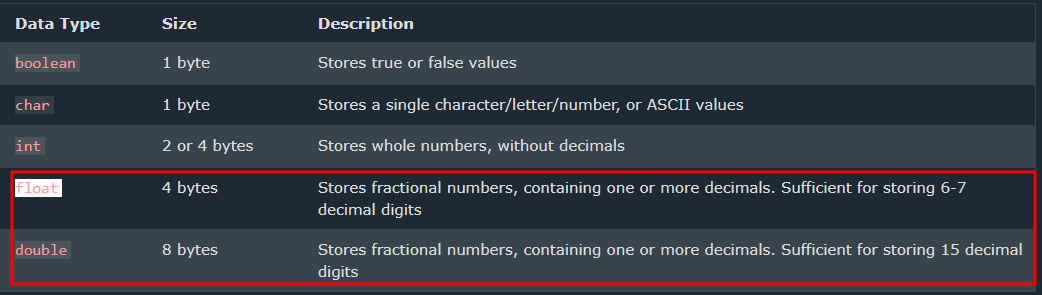 Data Type Size Description
boolean 1 byte Stores true or false values
char 1 byte Stores a single character/letter/number, or ASCII values
int 2 or 4 bytes Stores whole numbers, without decimals
float 4 bytes Stores fractional numbers, containing one or more decimals. Sufficient for storing 6-7
decimal digits
double 8 bytes Stores fractional numbers, containing one or more decimals. Sufficient for storing 15 decimal
digits